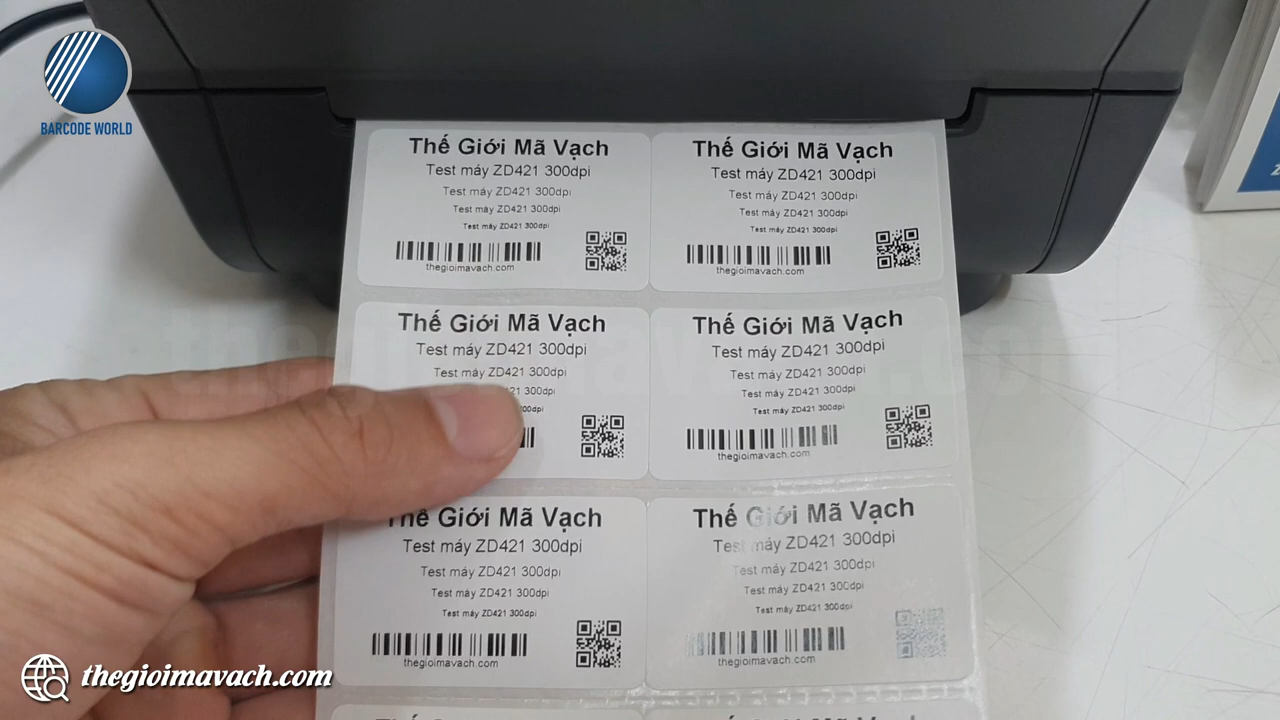 BARCODE WORLD
Thế Giới Mã Vạch
Test máy ZD421 300dpi
Test máy ZD421 300dpi
Test máy ZD421 300dpi
Test máy ZD421 300dpi
thegioimavach.com
Thế Giới Mã Vạch
Test máy ZD421 300dpi
Test máy ZD421 300dpi
Test máy ZD421 300dpi
Test máy ZD421 300dpi
thegioimavach.com
Thế Giới Mã Vạch
Test máy ZD421 300dpi
Test máy ZD421 300dpi
21 300dpi
300dpi
Thế Giới Mã Vạch
Test máy ZD421 300dpi
Test máy ZD421 300dpi
Test máy ZD421 300dpi
Test máy ZD421 300dpi
thegioimavach.com
Thế Giới Mã Vạch
Test máy ZD421 300dpi
Test máy ZD421 300dpi
Test máy ZD421 300dpi
Test máy ZD421 300dpi
thegioimavach.com
Thế Giới Mã Vạch
Test máy ZD421 300dpi
Test máy ZD421 300dpi
Test máy ZD421 300dpi
Test máy ZD421 300dpi
thegioimavach.com
thegioimavach.com